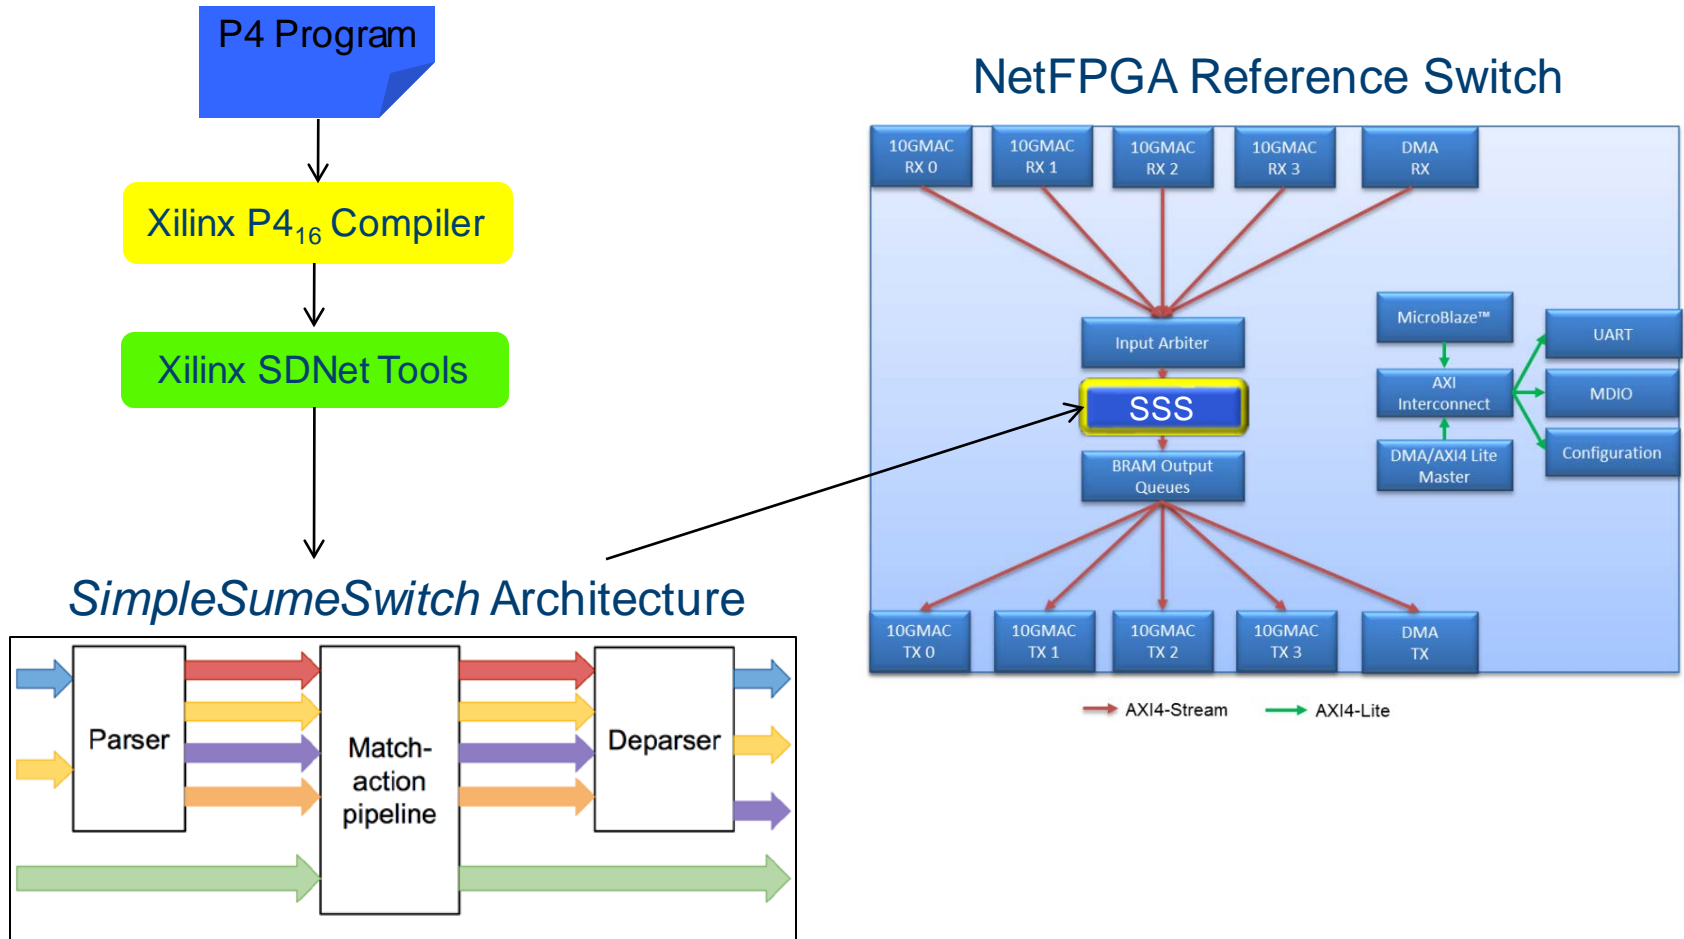 P4 Program
Xilinx P4₁₆ Compiler
Xilinx SDNet Tools
SimpleSumeSwitch Architecture
Parser
Match-
action
pipeline
Deparser
NetFPGA Reference Switch
10GMAC
RX 0
10GMAC
RX 1
10GMAC
RX 2
10GMAC
RX 3
DMA
RX
Input Arbiter
SSS
BRAM Output
Queues
MicroBlaze™
AXI
Interconnect
DMA/AXI4 Lite
Master
UART
MDIO
Configuration
10GMAC
TX 0
10GMAC
TX 1
10GMAC
TX 2
10GMAC
TX 3
DMA
TX
AXI4-Stream
AXI4-Lite